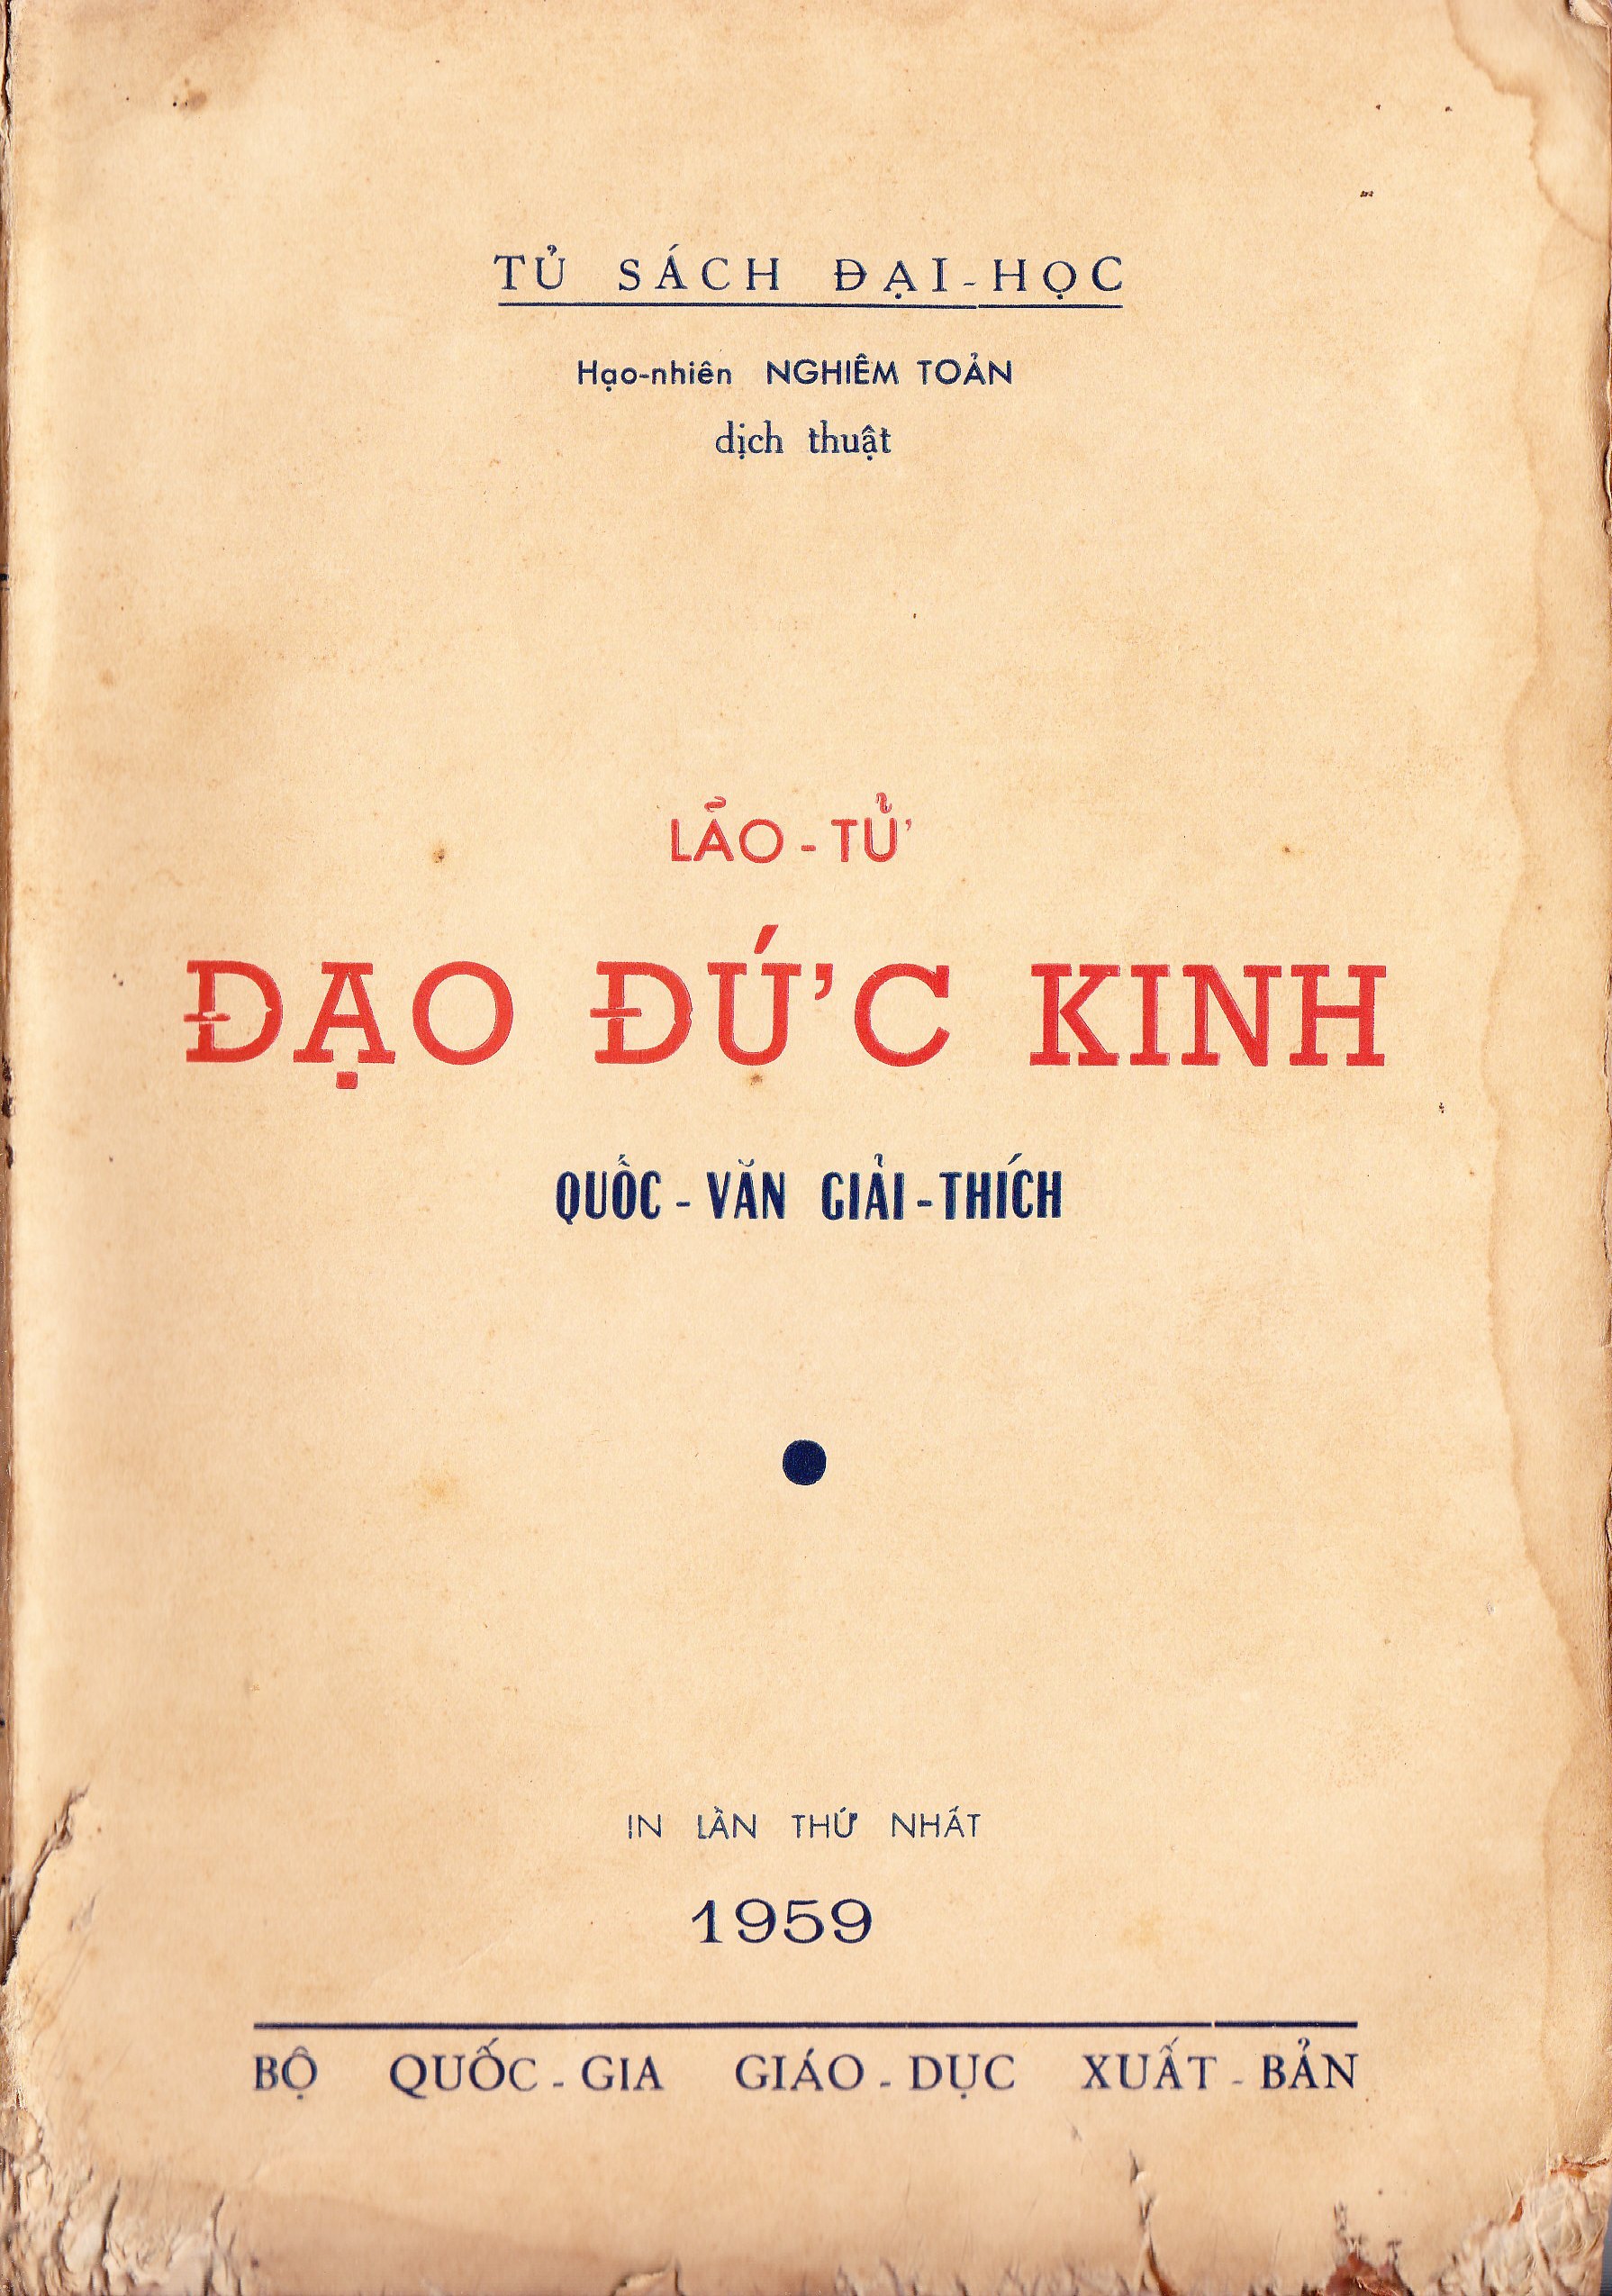 TỦ SÁCH ĐẠI-HỌC
Hạo-nhiên NGHIÊM TOẢN
dịch thuật
LẢO-TỬ
ĐẠO ĐỨC KINH
QUỐC-VĂN GIẢI-THÍCH
IN LẦN THỨ NHẤT
1959
BỘ QUỐC-GIA GIÁO-DỤC XUẤT-BẢN